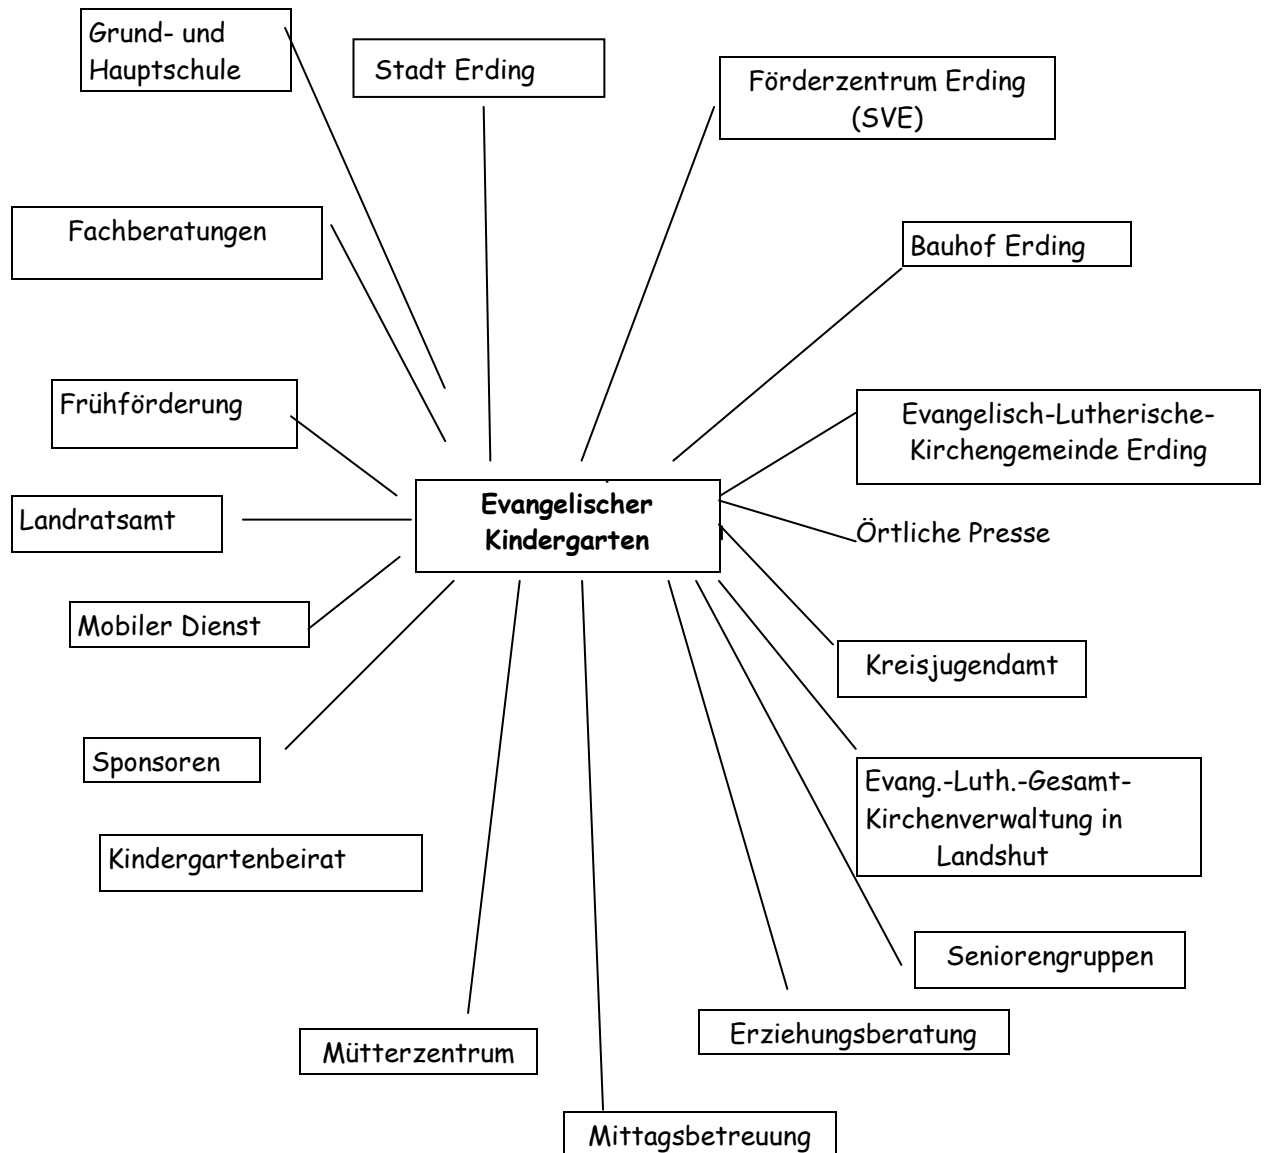 Grund- und
Hauptschule
Stadt Erding
Förderzentrum Erding
(SVE)
Fachberatungen
Bauhof Erding
Frühförderung
Evangelisch-Lutherische-
Kirchengemeinde Erding
Evangelischer
Kindergarten
Landratsamt
Örtliche Presse
Mobiler Dienst
Kreisjugendamt
Sponsoren
Evang.-Luth.-Gesamt-
Kirchenverwaltung in
Landshut
Kindergartenbeirat
Seniorengruppen
Erziehungsberatung
Mütterzentrum
Mittagsbetreuung